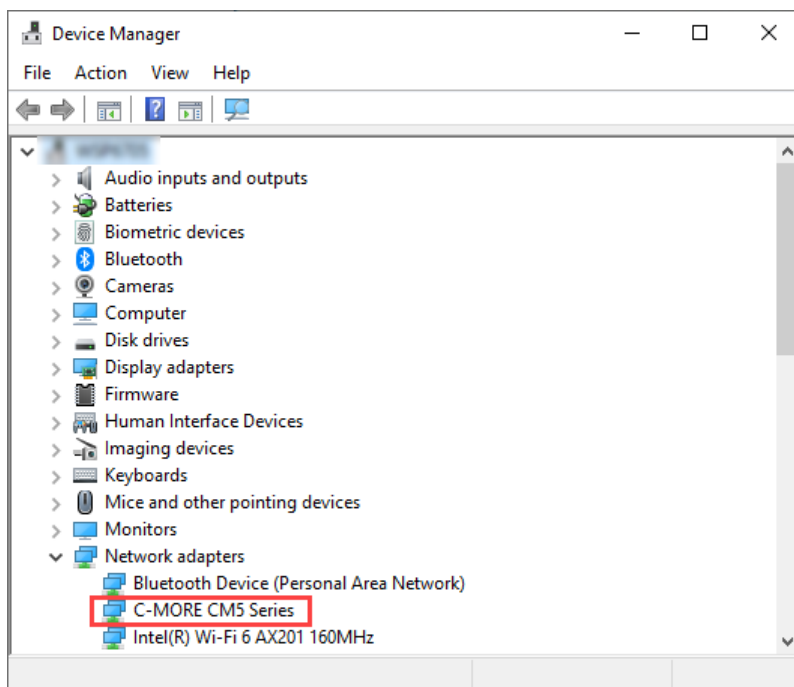 Device Manager
File Action View Help
Audio inputs and outputs
Batteries
Biometric devices
Bluetooth
Cameras
Computer
Disk drives
Display adapters
Firmware
Human Interface Devices
Imaging devices
Keyboards
Mice and other pointing devices
Monitors
Network adapters
Bluetooth Device (Personal Area Network)
C-MORE CM5 Series
Intel(R) Wi-Fi 6 AX201 160MHz